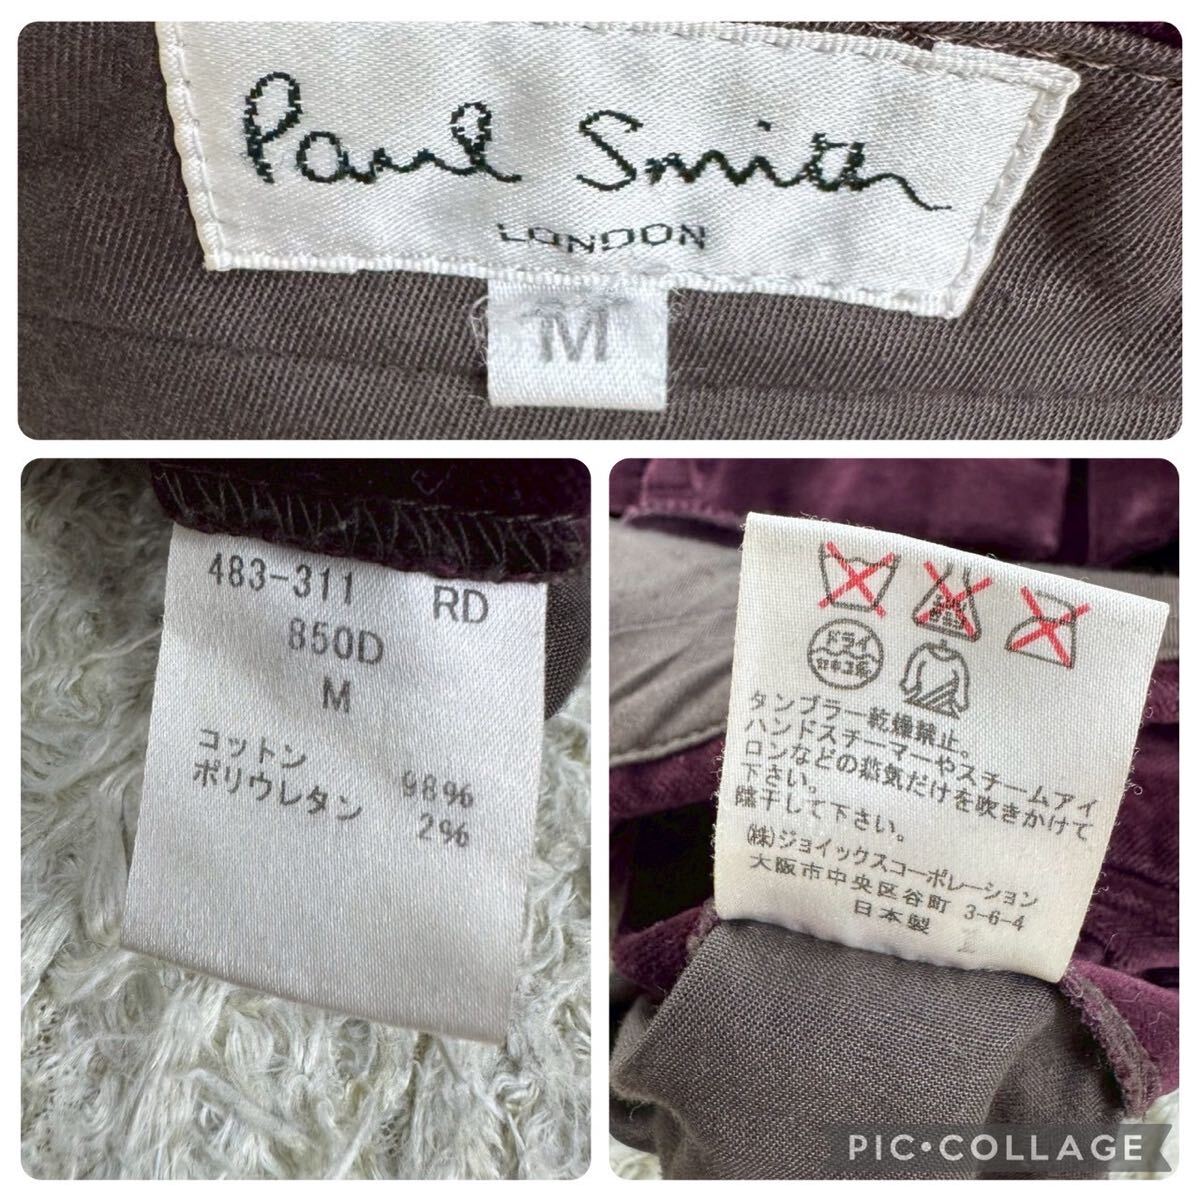 Paul Smith
LONDON
M
483-311 RD
850D
M
コットン 98%
ポリウレタン 2%
ドライ
セキユ系
タンブラー乾燥禁止。
ハンドスチーマーやスチームアイ
ロンなどの蒸気だけを吹きかけて
下さい。
陰干して下さい。
(株)ジョイックスコーポレーション
大阪市中央区谷町 3-6-4
日本製
PIC•COLLAGE